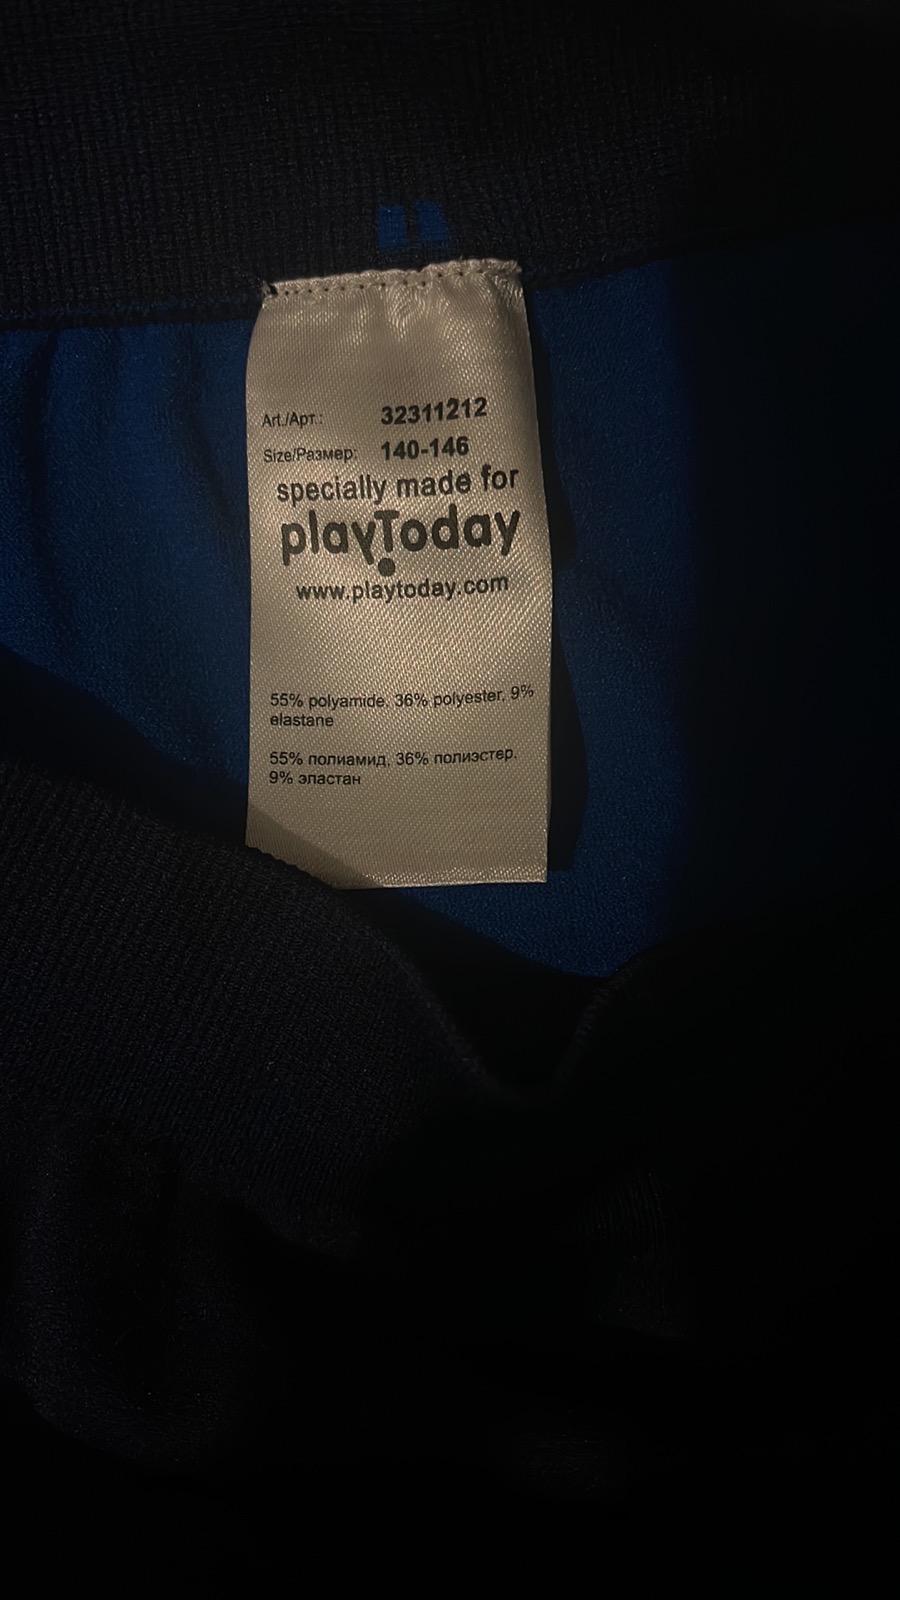 Art./Арт.: 32311212
Size/Размер: 140-146
specially made for
playToday
www.playtoday.com
55% polyamide, 36% polyester, 9%
elastane
55% полиамид, 36% полиэстер,
9% эластан